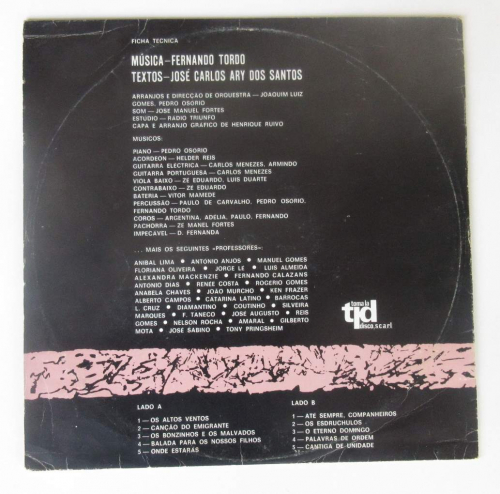 FICHA TECNICA
MÚSICA—FERNANDO TORDO
TEXTOS—JOSÉ CARLOS ARY DOS SANTOS
ARRANJOS E DIRECÇÃO DE ORQUESTRA — JOAQUIM LUIZ
GOMES, PEDRO OSÓRIO
SOM — JOSE MANUEL FORTES
ESTUDIO — RADIO TRIUNFO
CAPA E ARRANJO GRÁFICO DE HENRIQUE RUIVO
MUSICOS:
PIANO — PEDRO OSORIO
ACORDEON — HELDER REIS
GUITARRA ELECTRICA — CARLOS MENEZES, ARMINDO
GUITARRA PORTUGUESA — CARLOS MENEZES
VIOLA BAIXO — ZE EDUARDO, LUIS DUARTE
CONTRABAIXO — ZE EDUARDO
BATERIA — VITOR MAMEDE
PERCUSSÃO — PAULO DE CARVALHO, PEDRO OSORIO,
FERNANDO TORDO
COROS — ARGENTINA, ADELIA, PAULO, FERNANDO
PACHORRA — ZE MANEL FORTES
IMPECAVEL — D. FERNANDA
... MAIS OS SEGUINTES «PROFESSORES»:
ANIBAL LIMA • ANTONIO ANJOS • MANUEL GOMES
FLORIANA OLIVEIRA • JORGE LE • LUIS ALMEIDA
ALEXANDRA MACKENZIE • FERNANDO CALAZANS
ANTONIO DIAS • RENEE COSTA • ROGERIO GOMES
ANABELA CHAVES • JOÃO MURCHO • KEN FRAZER
ALBERTO CAMPOS • CATARINA LATINO • BARROCAS
L. CRUZ • DIAMANTINO • COUTINHO • SILVEIRA
MARQUES • F. TANECO • JOSE AUGUSTO • REIS
GOMES • NELSON ROCHA • AMARAL • GILBERTO
MOTA • JOSE SABINO • TONY PRINGSHEIM
toma lá
tld
disco, scarl
LADO A
1 — OS ALTOS VENTOS
2 — CANÇÃO DO EMIGRANTE
3 — OS BONZINHOS E OS MALVADOS
4 — BALADA PARA OS NOSSOS FILHOS
5 — ONDE ESTARÁS
LADO B
1 — ATE SEMPRE, COMPANHEIROS
2 — OS ESDRUCHULOS
3 — O ETERNO DOMINGO
4 — PALAVRAS DE ORDEM
5 — CANTIGA DE UNIDADE